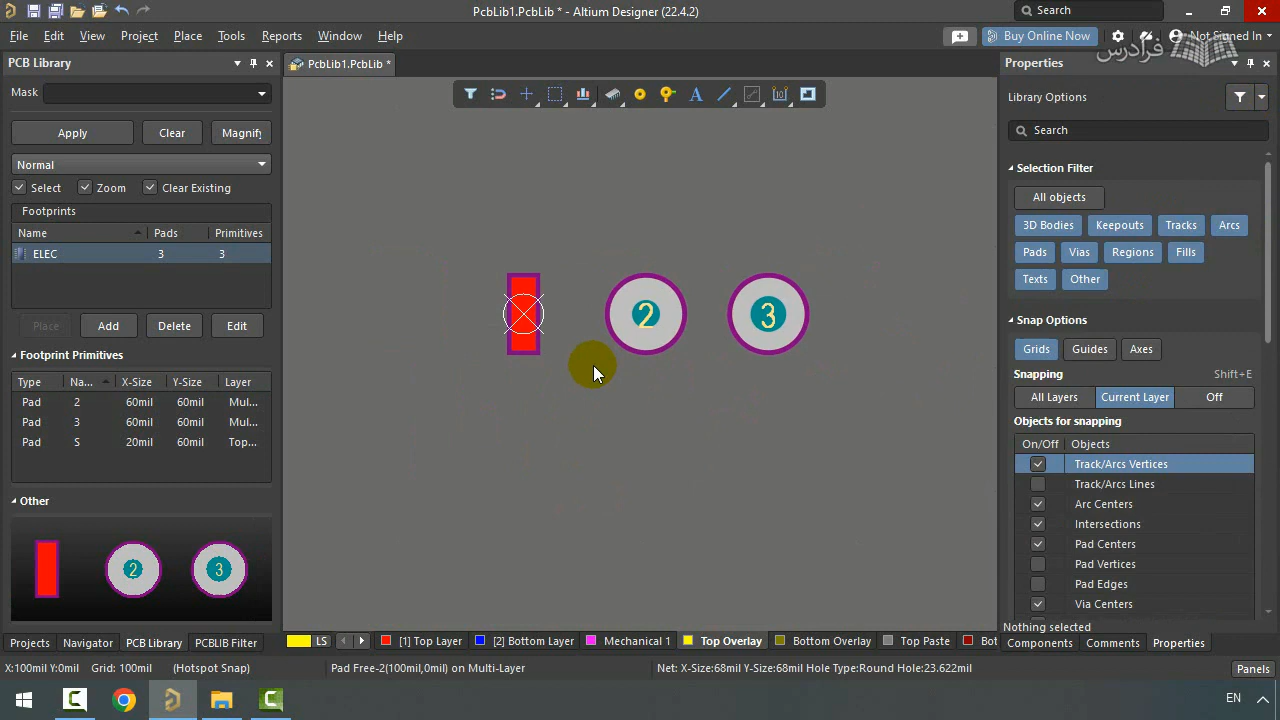 PcbLib1.PcbLib * - Altium Designer (22.4.2)
Search
File Edit View Project Place Tools Reports Window Help
Buy Online Now
Not Signed In
فرادرس
PCB Library
PcbLib1.PcbLib *
Properties
Mask
Library Options
Apply Clear Magnify
Search
Normal
Select Zoom Clear Existing
Selection Filter
All objects
Footprints
Name Pads Primitives
ELEC 3 3
3D Bodies Keepouts Tracks Arcs
Pads Vias Regions Fills
Texts Other
2 3
Place Add Delete Edit
Snap Options
Grids Guides Axes
Footprint Primitives
Type Na... X-Size Y-Size Layer
Pad 2 60mil 60mil Mul...
Pad 3 60mil 60mil Mul...
Pad S 20mil 60mil Top...
Snapping Shift+E
All Layers Current Layer Off
Objects for snapping
On/Off Objects
Track/Arcs Vertices
Track/Arcs Lines
Arc Centers
Intersections
Pad Centers
Pad Vertices
Pad Edges
Via Centers
Other
2 3
Nothing selected
Projects Navigator PCB Library PCBLIB Filter
LS [1] Top Layer [2] Bottom Layer Mechanical 1 Top Overlay Bottom Overlay Top Paste Bot
Components Comments Properties
X:100mil Y:0mil Grid: 100mil (Hotspot Snap) Pad Free-2(100mil,0mil) on Multi-Layer Net: X-Size:68mil Y-Size:68mil Hole Type:Round Hole:23.622mil Panels
EN